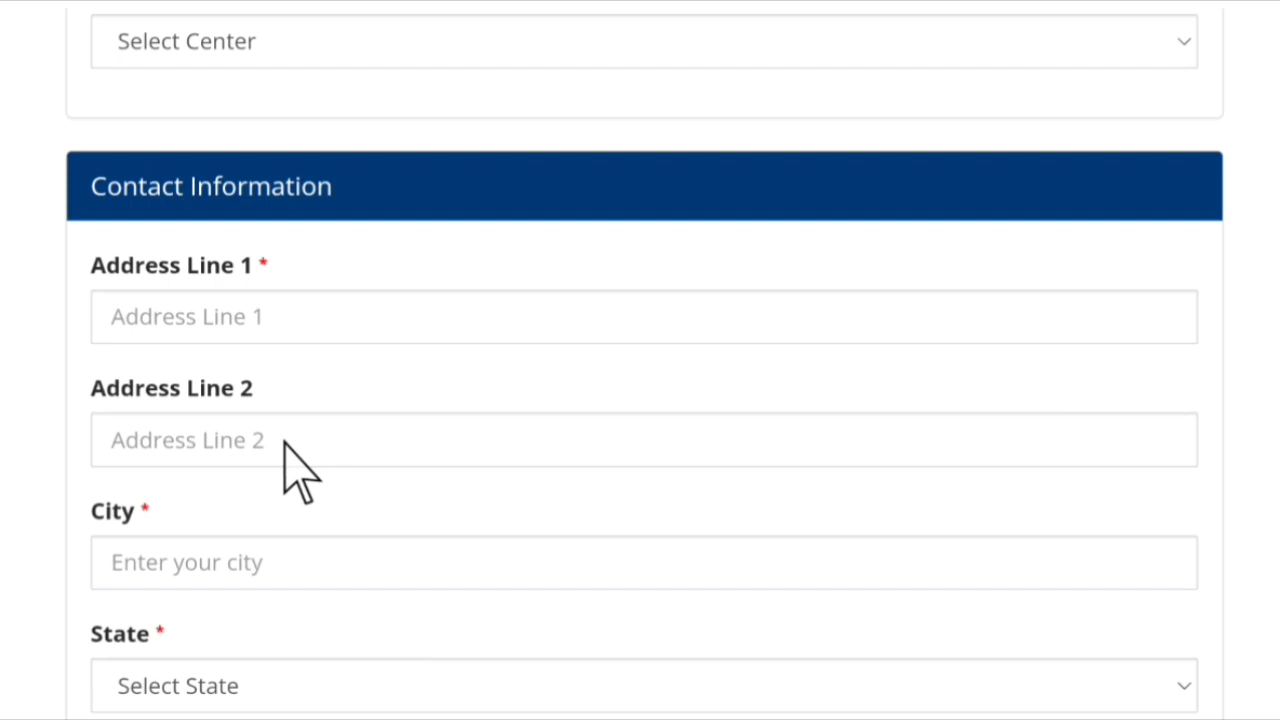 Select Center
Contact Information
Address Line 1 *
Address Line 1
Address Line 2
Address Line 2
City *
Enter your city
State *
Select State